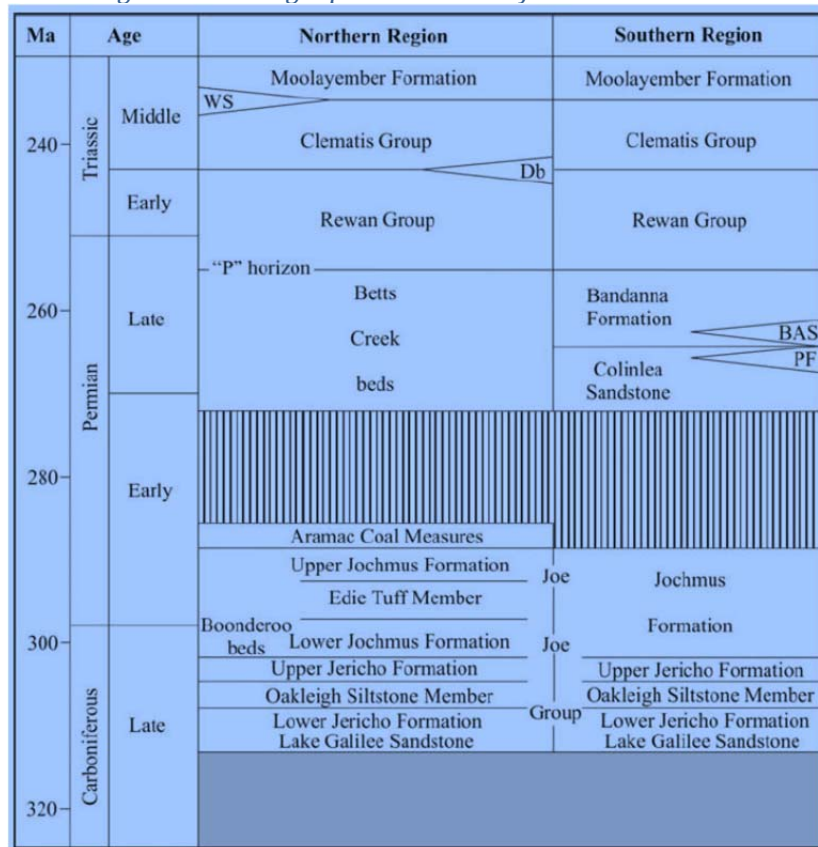 Ma Age Northern Region Southern Region
Moolayember Formation Moolayember Formation
WS
Middle
240 Clematis Group Clematis Group
Triassic
Db
Early
Rewan Group Rewan Group
"P" horizon
Betts Bandanna
260 Late Creek Formation
BAS
beds PF
Colinlea
Sandstone
Permian
280 Early
Aramac Coal Measures
Upper Jochmus Formation Joe Jochmus
Edie Tuff Member
Boonderoo Formation
300 beds Lower Jochmus Formation Joe
Upper Jericho Formation Upper Jericho Formation
Oakleigh Siltstone Member Oakleigh Siltstone Member
Group
Carboniferous
Late Lower Jericho Formation Lower Jericho Formation
Lake Galilee Sandstone Lake Galilee Sandstone
320